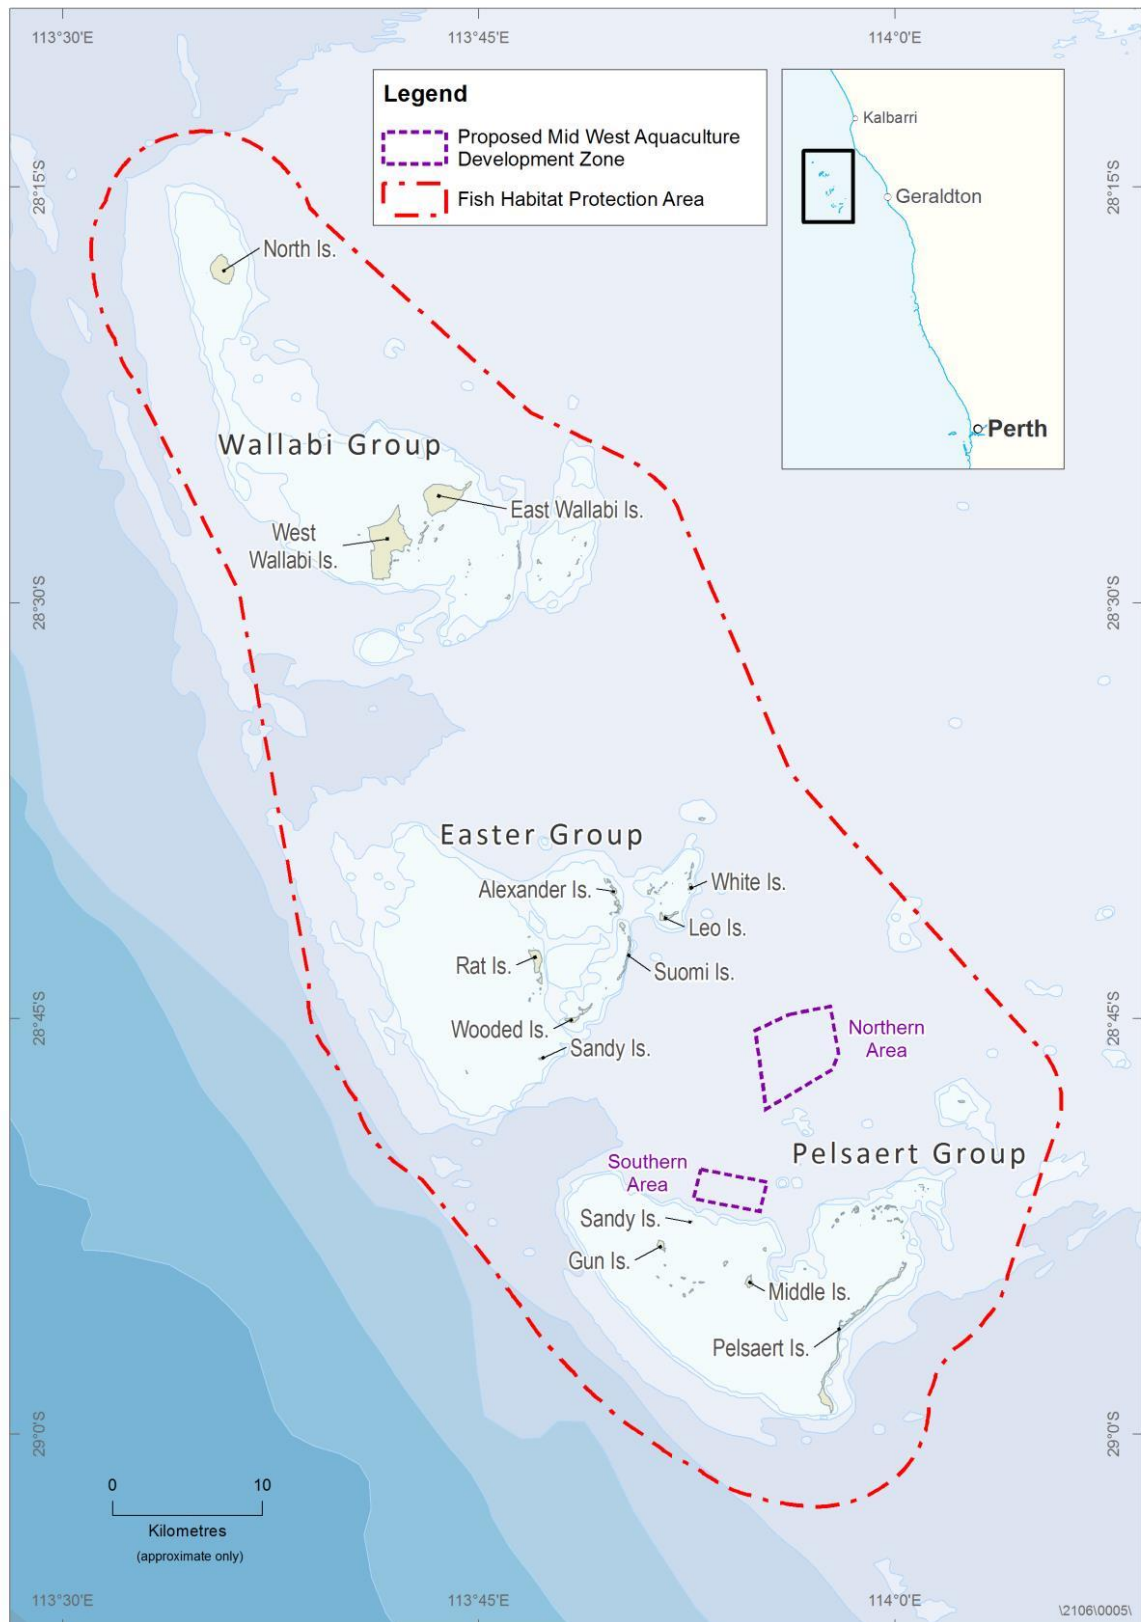 113°30'E
113°45'E
114°0'E
Legend
Proposed Mid West Aquaculture
Development Zone
Fish Habitat Protection Area
Kalbarri
Geraldton
Perth
28°15'S
28°15'S
North Is.
Wallabi Group
East Wallabi Is.
West
Wallabi Is.
28°30'S
28°30'S
Easter Group
Alexander Is.
White Is.
Leo Is.
Rat Is.
Suomi Is.
Wooded Is.
Sandy Is.
28°45'S
28°45'S
Northern
Area
Pelsaert Group
Southern
Area
Sandy Is.
Gun Is.
Middle Is.
Pelsaert Is.
29°0'S
29°0'S
0
10
Kilometres
(approximate only)
113°30'E
113°45'E
114°0'E
\2106\0005\